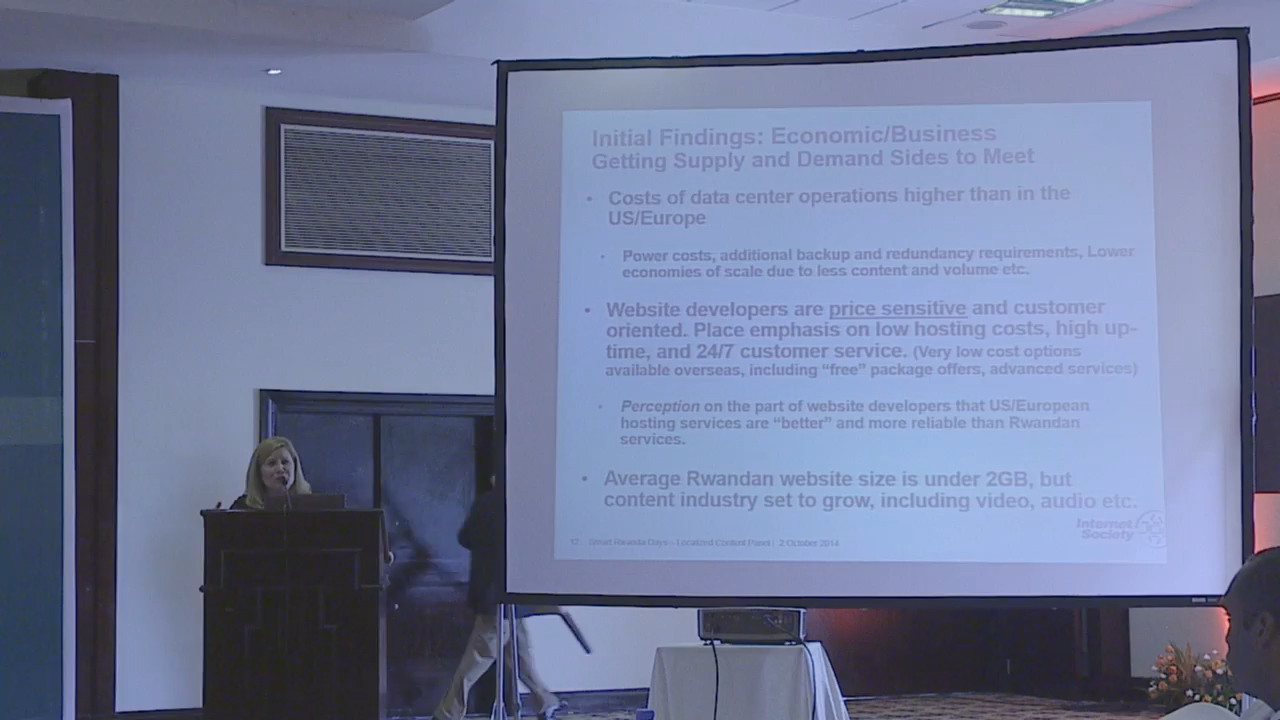 Initial Findings: Economic/Business
Getting Supply and Demand Sides to Meet
• Costs of data center operations higher than in the
US/Europe
• Power costs, additional backup and redundancy requirements, Lower
economies of scale due to less content and volume etc.
• Website developers are price sensitive and customer
oriented. Place emphasis on low hosting costs, high up-
time, and 24/7 customer service. (Very low cost options
available overseas, including “free” package offers, advanced services)
• Perception on the part of website developers that US/European
hosting services are “better” and more reliable than Rwandan
services.
• Average Rwandan website size is under 2GB, but
content industry set to grow, including video, audio etc.
Internet
Society
12 Smart Rwanda Days – Localized Content Panel | 2 October 2014